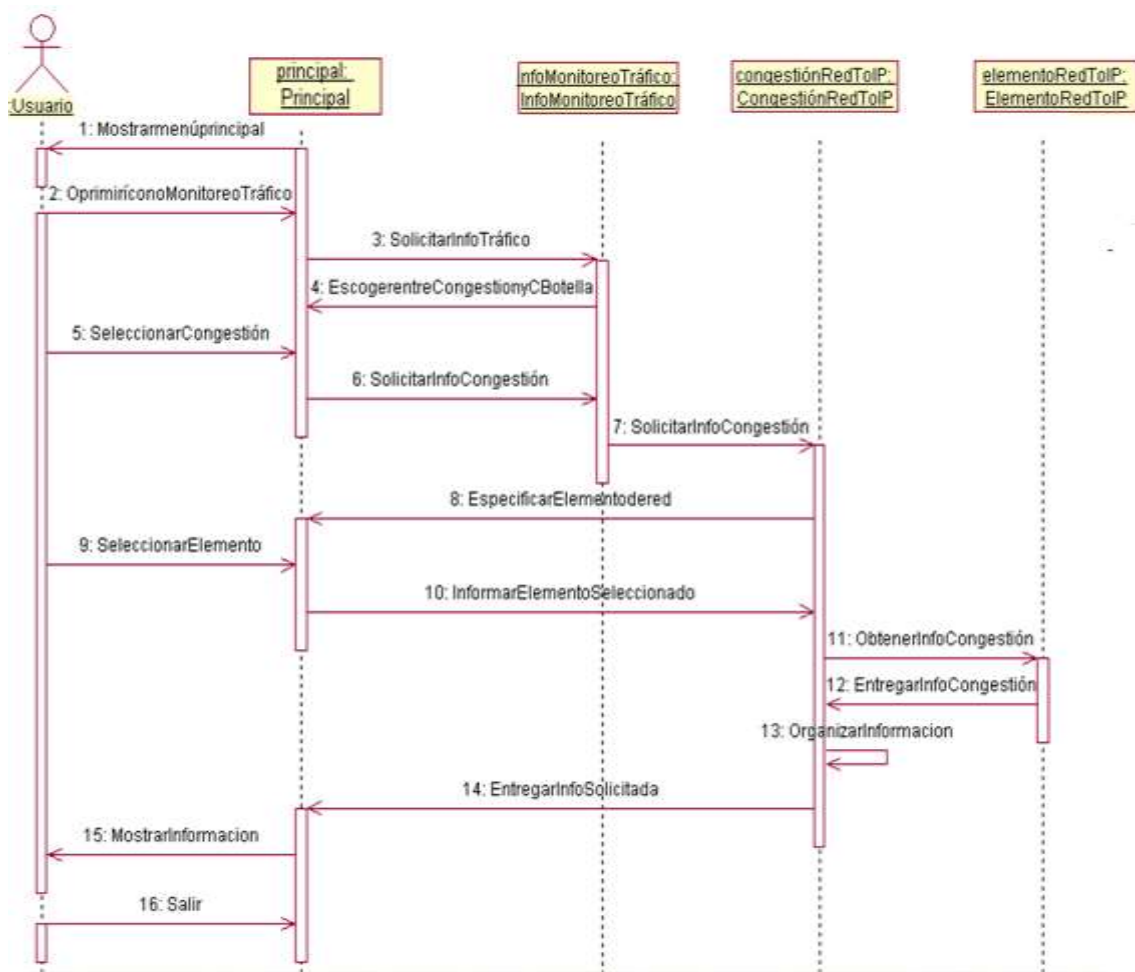 :Usuario
principal:
Principal
nfoMonitoreoTráfico:
InfoMonitoreoTráfico
congestiónRedToIP:
CongestiónRedToIP
elementoRedToIP:
ElementoRedToIP
1: Mostrarmenúprincipal
2: OprimiríconoMonitoreoTráfico
3: SolicitarInfoTráfico
4: EscogerentreCongestionyCBotella
5: SeleccionarCongestión
6: SolicitarInfoCongestión
7: SolicitarInfoCongestión
8: EspecificarElementodered
9: SeleccionarElemento
10: InformarElementoSeleccionado
11: ObtenerInfoCongestión
12: EntregarInfoCongestión
13: OrganizarInformacion
14: EntregarInfoSolicitada
15: MostrarInformacion
16: Salir